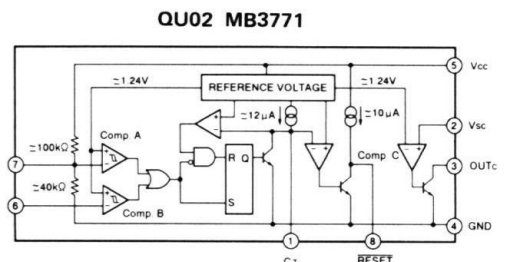 QU02 MB3771
≃1.24V
REFERENCE VOLTAGE
≃1.24V
5 Vcc
≃12μA
≃10μA
2 Vsc
≃100kΩ
Comp. A
Comp. C
3 OUTc
7
R Q
≃40kΩ
6
Comp. B
S
4 GND
1
8
RESET